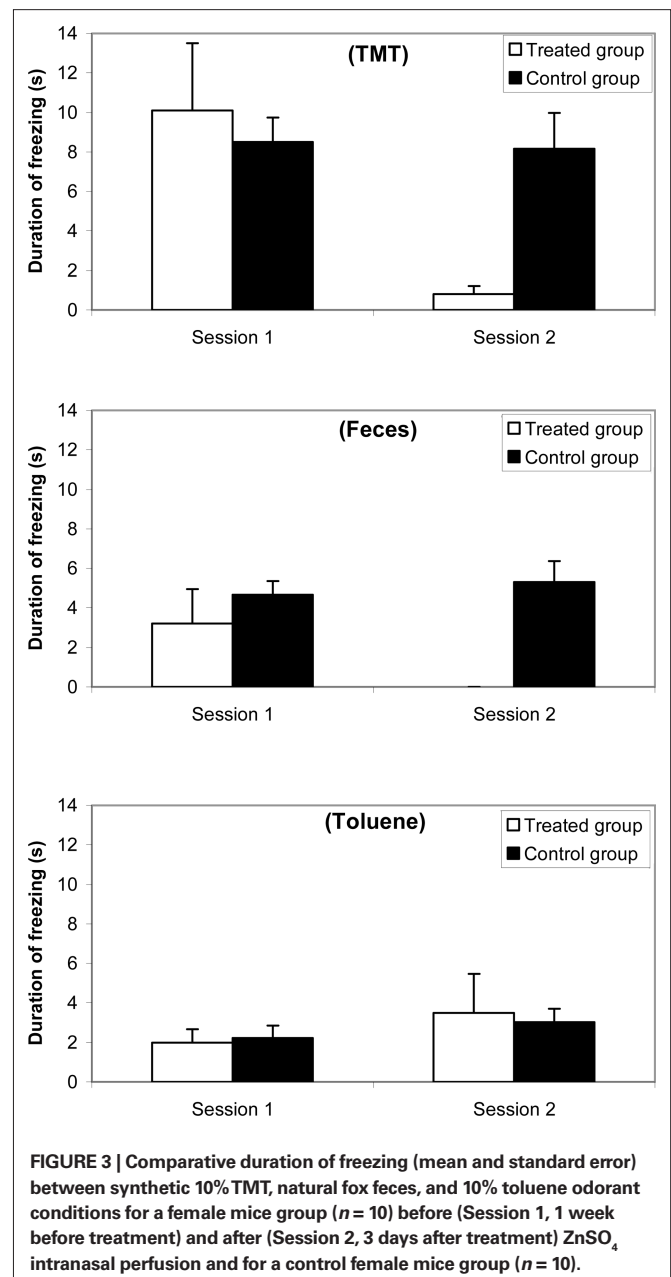 (TMT)
Treated group
Control group
Duration of freezing (s)
14
12
10
8
6
4
2
0
Session 1
Session 2
(Feces)
Treated group
Control group
Duration of freezing (s)
14
12
10
8
6
4
2
0
Session 1
Session 2
(Toluene)
Treated group
Control group
Duration of freezing (s)
14
12
10
8
6
4
2
0
Session 1
Session 2
FIGURE 3 | Comparative duration of freezing (mean and standard error)
between synthetic 10% TMT, natural fox feces, and 10% toluene odorant
conditions for a female mice group (n = 10) before (Session 1, 1 week
before treatment) and after (Session 2, 3 days after treatment) ZnSO₄
intranasal perfusion and for a control female mice group (n = 10).